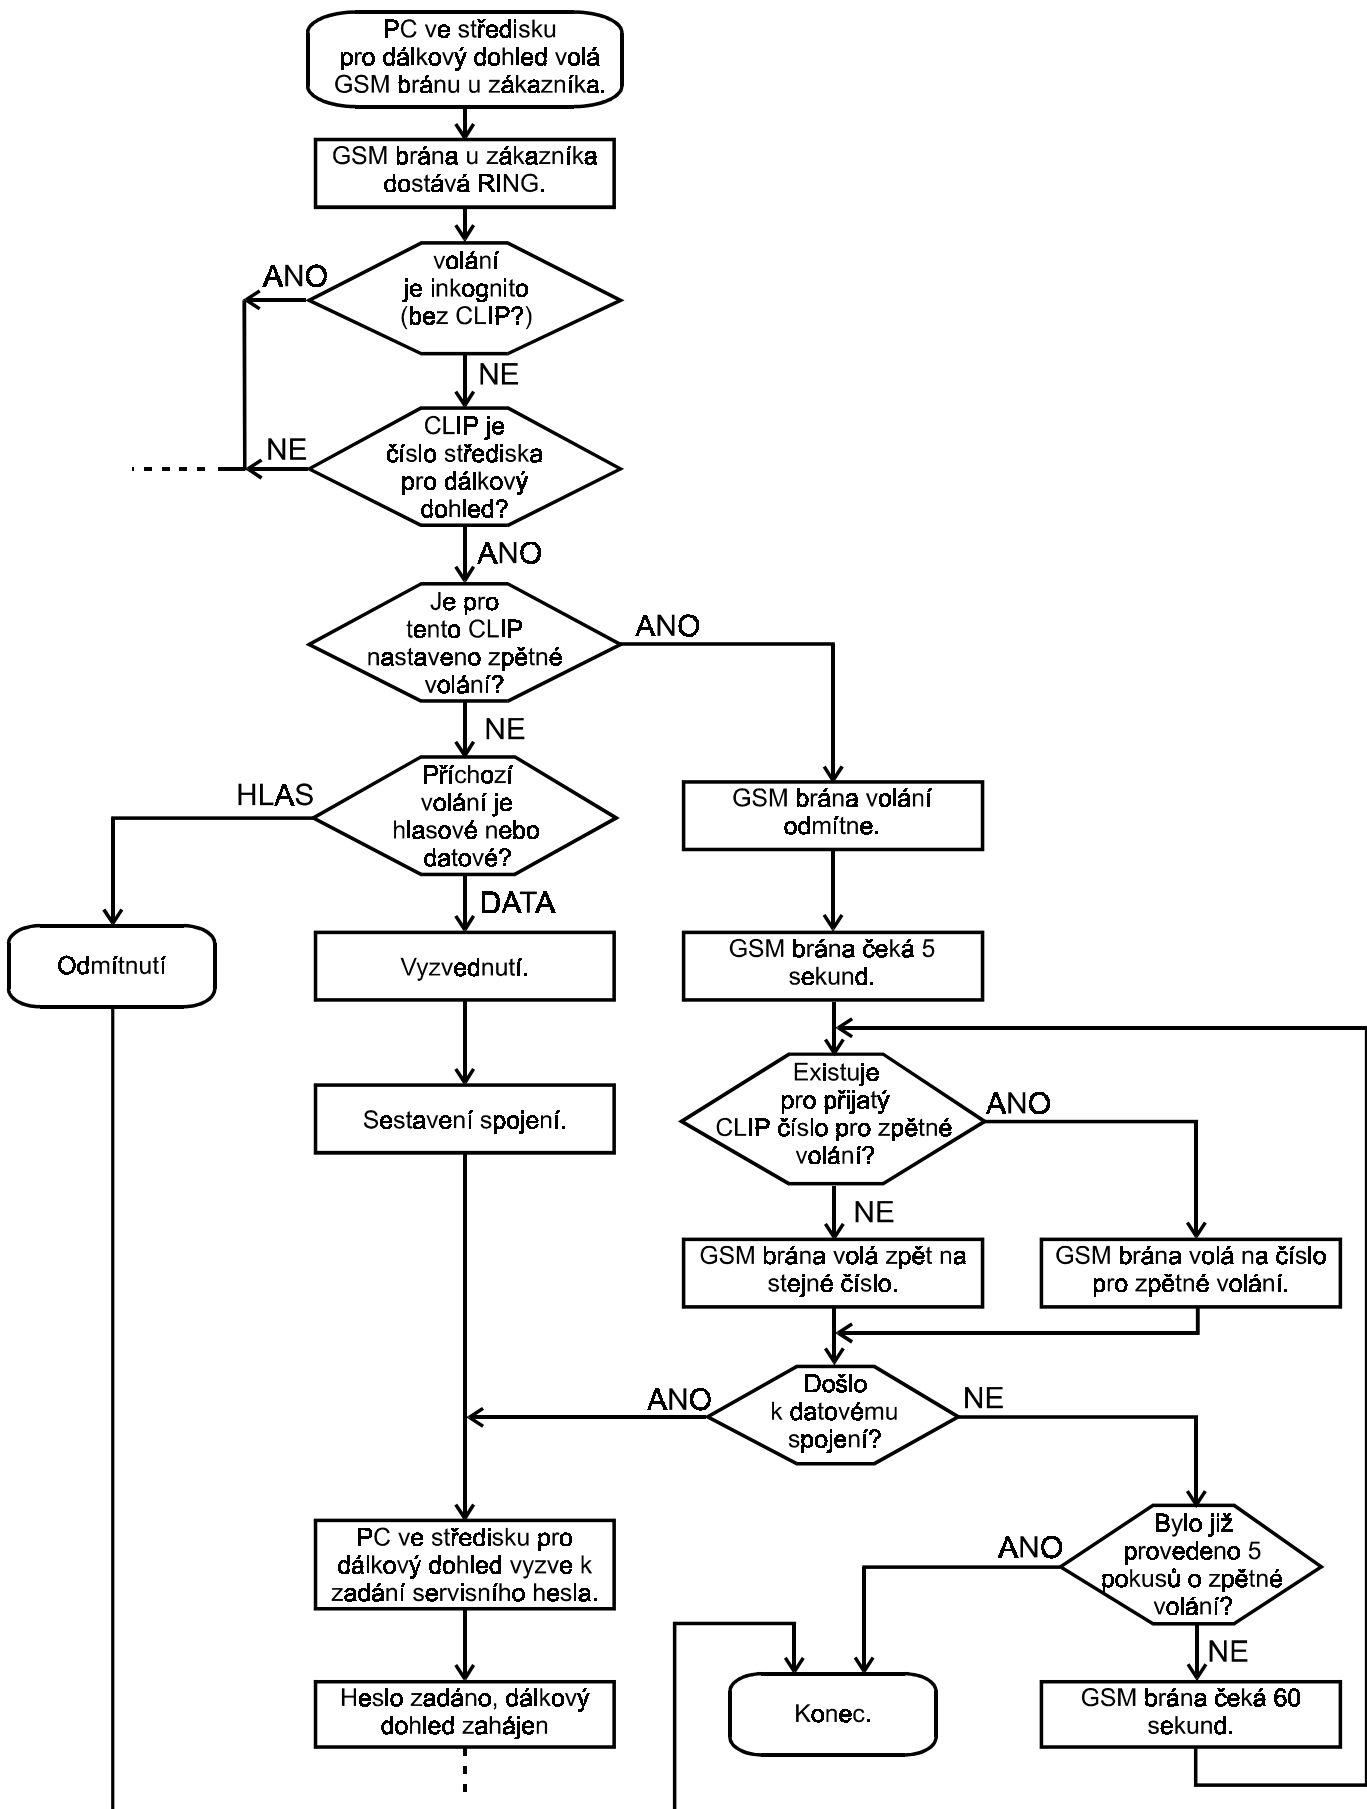 PC ve středisku
pro dálkový dohled volá
GSM bránu u zákazníka.
GSM brána u zákazníka
dostává RING.
volání
je inkognito
(bez CLIP?)
ANO
NE
CLIP je
číslo střediska
pro dálkový
dohled?
NE
ANO
Je pro
tento CLIP
nastaveno zpětné
volání?
ANO
NE
Příchozí
volání je
hlasové nebo
datové?
HLAS
DATA
GSM brána volání
odmítne.
Odmítnutí
Vyzvednutí.
GSM brána čeká 5
sekund.
Sestavení spojení.
Existuje
pro přijatý
CLIP číslo pro zpětné
volání?
ANO
NE
GSM brána volá zpět na
stejné číslo.
GSM brána volá na číslo
pro zpětné volání.
Došlo
k datovému
spojení?
ANO
NE
PC ve středisku pro
dálkový dohled vyzve k
zadání servisního hesla.
Bylo již
provedeno 5
pokusů o zpětné
volání?
ANO
NE
Heslo zadáno, dálkový
dohled zahájen
Konec.
GSM brána čeká 60
sekund.